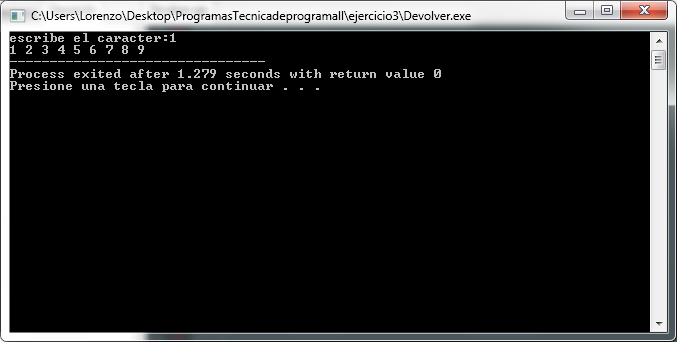 C:\Users\Lorenzo\Desktop\ProgramasTecnicadeprogramaII\ejercicio3\Devolver.exe
escribe el caracter:1
1 2 3 4 5 6 7 8 9
--------------------------------
Process exited after 1.279 seconds with return value 0
Presione una tecla para continuar . . .